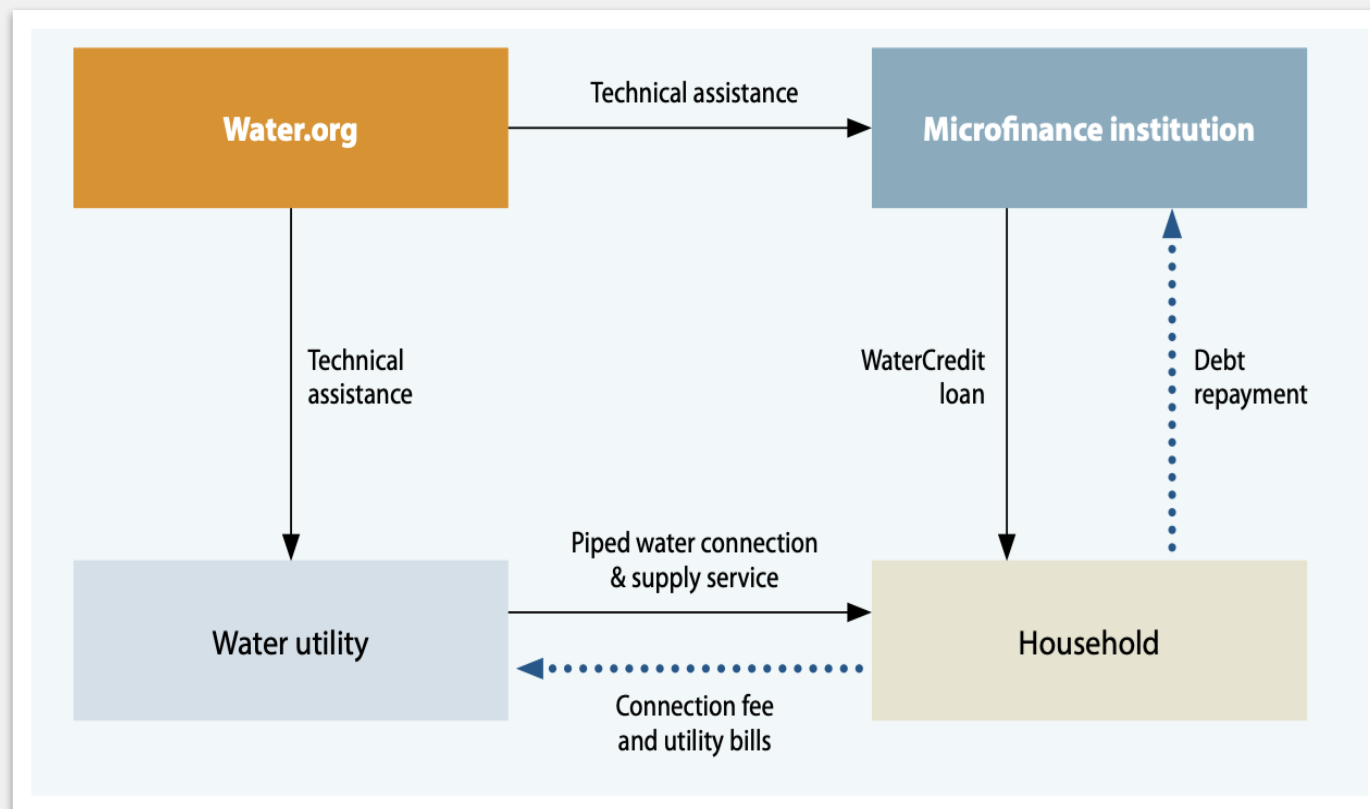 Water.org
Technical assistance
Microfinance institution
Technical
assistance
WaterCredit
loan
Debt
repayment
Piped water connection
& supply service
Water utility
Household
Connection fee
and utility bills